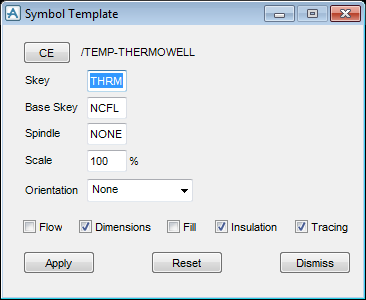 Symbol Template
CE /TEMP-THERMOWELL
Skey THRM
Base Skey NCFL
Spindle NONE
Scale 100 %
Orientation None
Flow Dimensions Fill Insulation Tracing
Apply Reset Dismiss